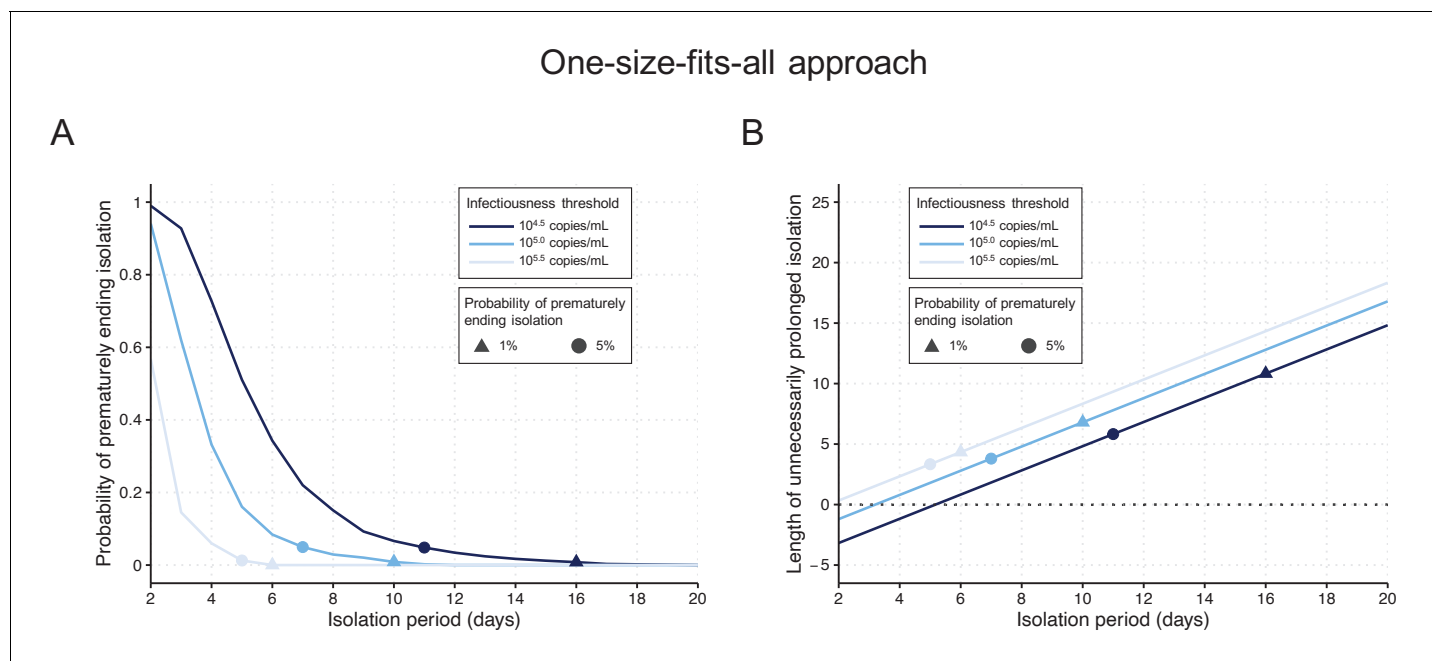 One-size-fits-all approach
A
Probability of prematurely ending isolation
1
0.8
0.6
0.4
0.2
0
2 4 6 8 10 12 14 16 18 20
Isolation period (days)
Infectiousness threshold
10^4.5 copies/mL
10^5.0 copies/mL
10^5.5 copies/mL
Probability of prematurely
ending isolation
1% 5%
B
Length of unnecessarily prolonged isolation
25
20
15
10
5
0
−5
2 4 6 8 10 12 14 16 18 20
Isolation period (days)
Infectiousness threshold
10^4.5 copies/mL
10^5.0 copies/mL
10^5.5 copies/mL
Probability of prematurely
ending isolation
1% 5%